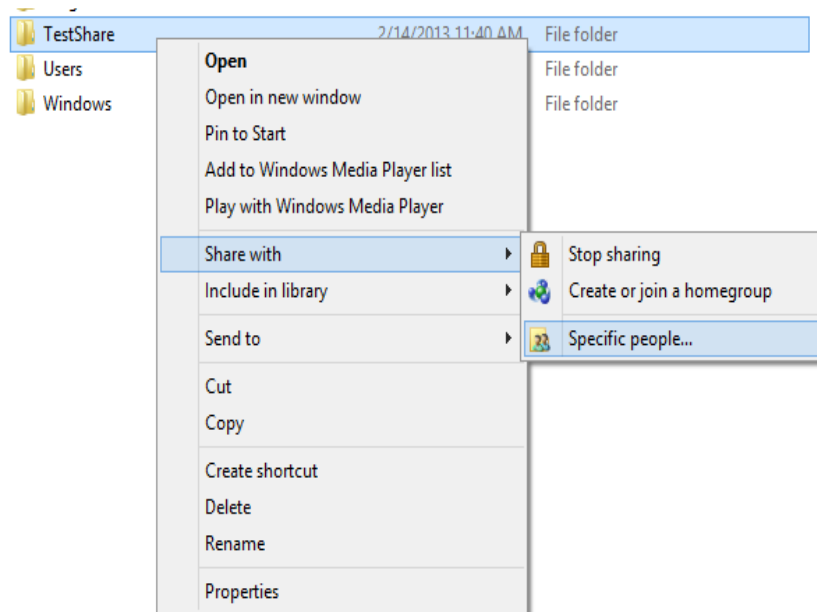 TestShare 2/14/2013 11:40 AM File folder
Users File folder
Windows File folder
Open
Open in new window
Pin to Start
Add to Windows Media Player list
Play with Windows Media Player
Share with
Include in library
Send to
Cut
Copy
Create shortcut
Delete
Rename
Properties
Stop sharing
Create or join a homegroup
Specific people...